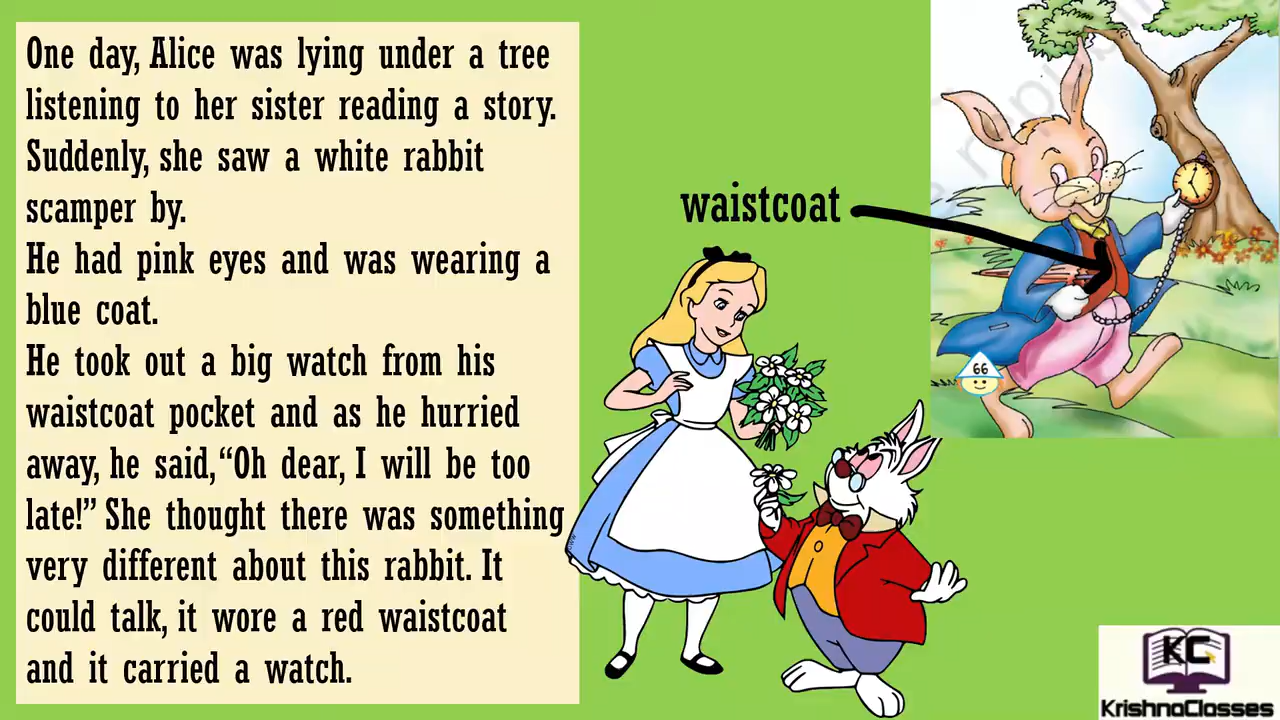 One day, Alice was lying under a tree
listening to her sister reading a story.
Suddenly, she saw a white rabbit
scamper by.
He had pink eyes and was wearing a
blue coat.
He took out a big watch from his
waistcoat pocket and as he hurried
away, he said,“Oh dear, I will be too
late!” She thought there was something
very different about this rabbit. It
could talk, it wore a red waistcoat
and it carried a watch.
waistcoat
66
KC
KrishnaClasses